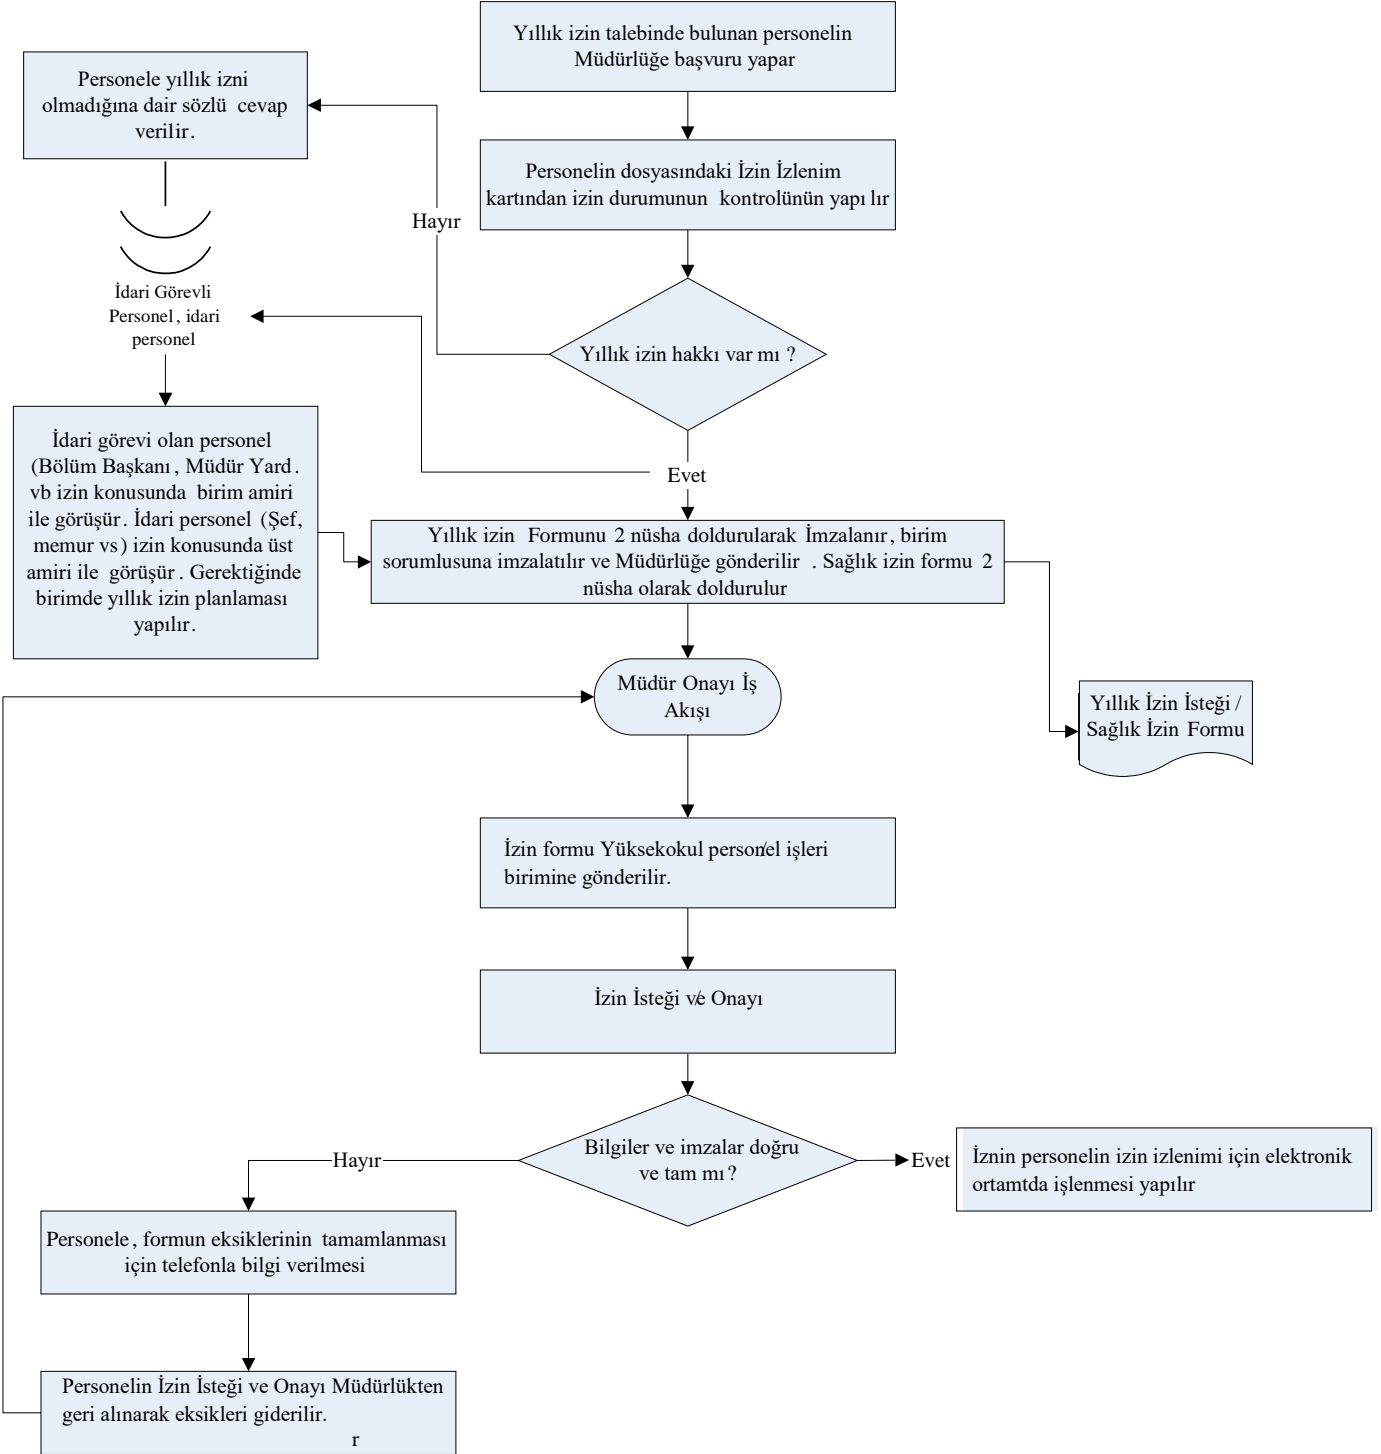 Yıllık izin talebinde bulunan personelin
Müdürlüğe başvuru yapar
Personele yıllık izni
olmadığına dair sözlü cevap
verilir.
Personelin dosyasındaki İzin İzlenim
kartından izin durumunun kontrolünün yapılır
Hayır
İdari Görevli
Personel, idari
personel
Yıllık izin hakkı var mı ?
İdari görevi olan personel
(Bölüm Başkanı, Müdür Yard.
vb izin konusunda birim amiri
ile görüşür. İdari personel (Şef,
memur vs) izin konusunda üst
amiri ile görüşür. Gerektiğinde
birimde yıllık izin planlaması
yapılır.
Evet
Yıllık izin Formunu 2 nüsha doldurularak İmzalanır, birim
sorumlusuna imzalatılır ve Müdürlüğe gönderilir . Sağlık izin formu 2
nüsha olarak doldurulur
Müdür Onayı İş
Akışı
Yıllık İzin İsteği /
Sağlık İzin Formu
İzin formu Yüksekokul personel işleri
birimine gönderilir.
İzin İsteği ve Onayı
Bilgiler ve imzalar doğru
ve tam mı ?
Hayır
Evet
İznin personelin izin izlenimi için elektronik
ortamtda işlenmesi yapılır
Personele, formun eksiklerinin tamamlanması
için telefonla bilgi verilmesi
Personelin İzin İsteği ve Onayı Müdürlükten
geri alınarak eksikleri giderilir.
r